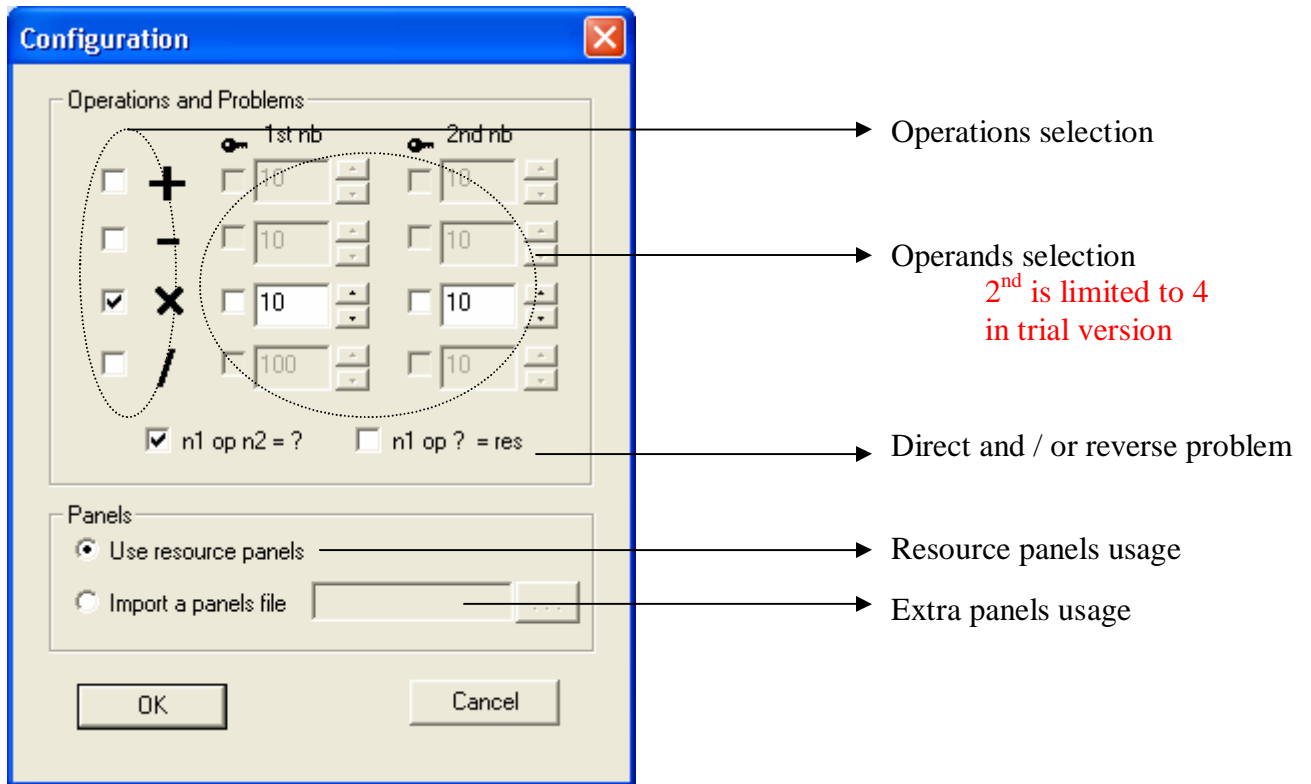 Configuration
Operations and Problems
1st nb 2nd nb
Operations selection
+ 10 10
- 10 10
Operands selection
2nd is limited to 4
in trial version
× 10 10
/ 100 10
n1 op n2 = ? n1 op ? = res
Direct and / or reverse problem
Panels
Use resource panels
Resource panels usage
Import a panels file ...
Extra panels usage
OK Cancel